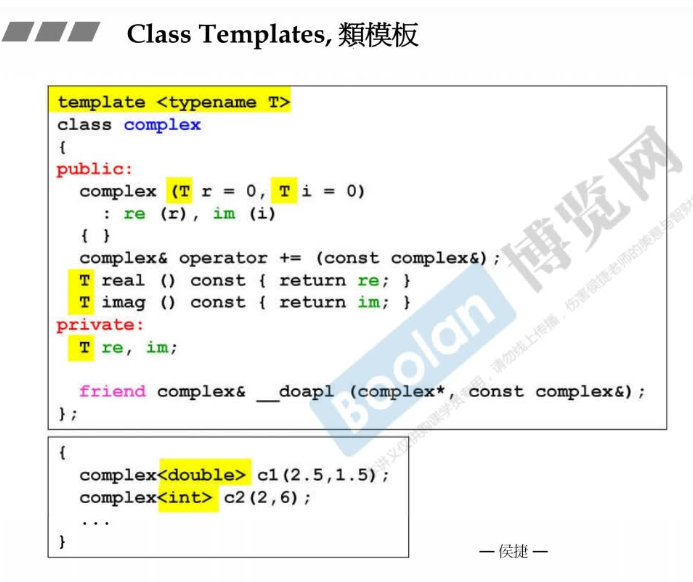 Class Templates, 類模板
template <typename T>
class complex
{
public:
complex (T r = 0, T i = 0)
: re (r), im (i)
{ }
complex& operator += (const complex&);
T real () const { return re; }
T imag () const { return im; }
private:
T re, im;
friend complex& __doapl (complex*, const complex&);
};
{
complex<double> c1(2.5,1.5);
complex<int> c2(2,6);
...
}
— 侯捷 —
Boolan 博览网